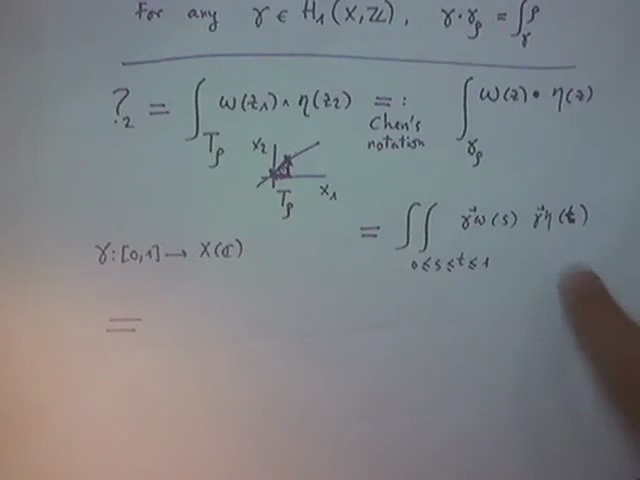 For any γ ∈ H₁(X,ℤ), γ·γ_ρ = ∫_γ ρ
?₂ = ∫_{T_ρ} ω(z₁) ∧ η(z₂) =: ∫_{γ_ρ} ω(z) • η(z)
Chen's
notation
x₂
x₁
T_ρ
= ∬_{0≤s≤t≤1} γ*ω(s) γ*η(t)
γ: [0,1] → X(ℂ)
=